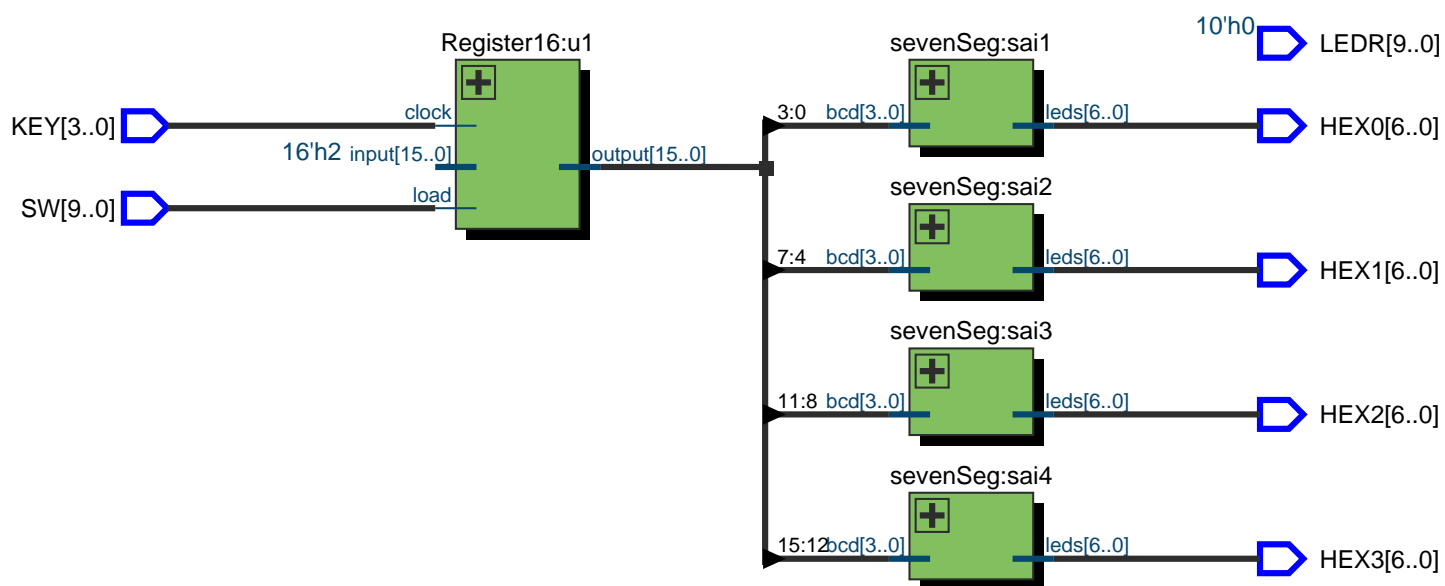 Register16:u1
KEY[3..0]
clock
16'h2 input[15..0]
output[15..0]
SW[9..0]
load
sevenSeg:sai1
3:0 bcd[3..0]
leds[6..0]
HEX0[6..0]
10'h0
LEDR[9..0]
sevenSeg:sai2
7:4 bcd[3..0]
leds[6..0]
HEX1[6..0]
sevenSeg:sai3
11:8 bcd[3..0]
leds[6..0]
HEX2[6..0]
sevenSeg:sai4
15:12 bcd[3..0]
leds[6..0]
HEX3[6..0]